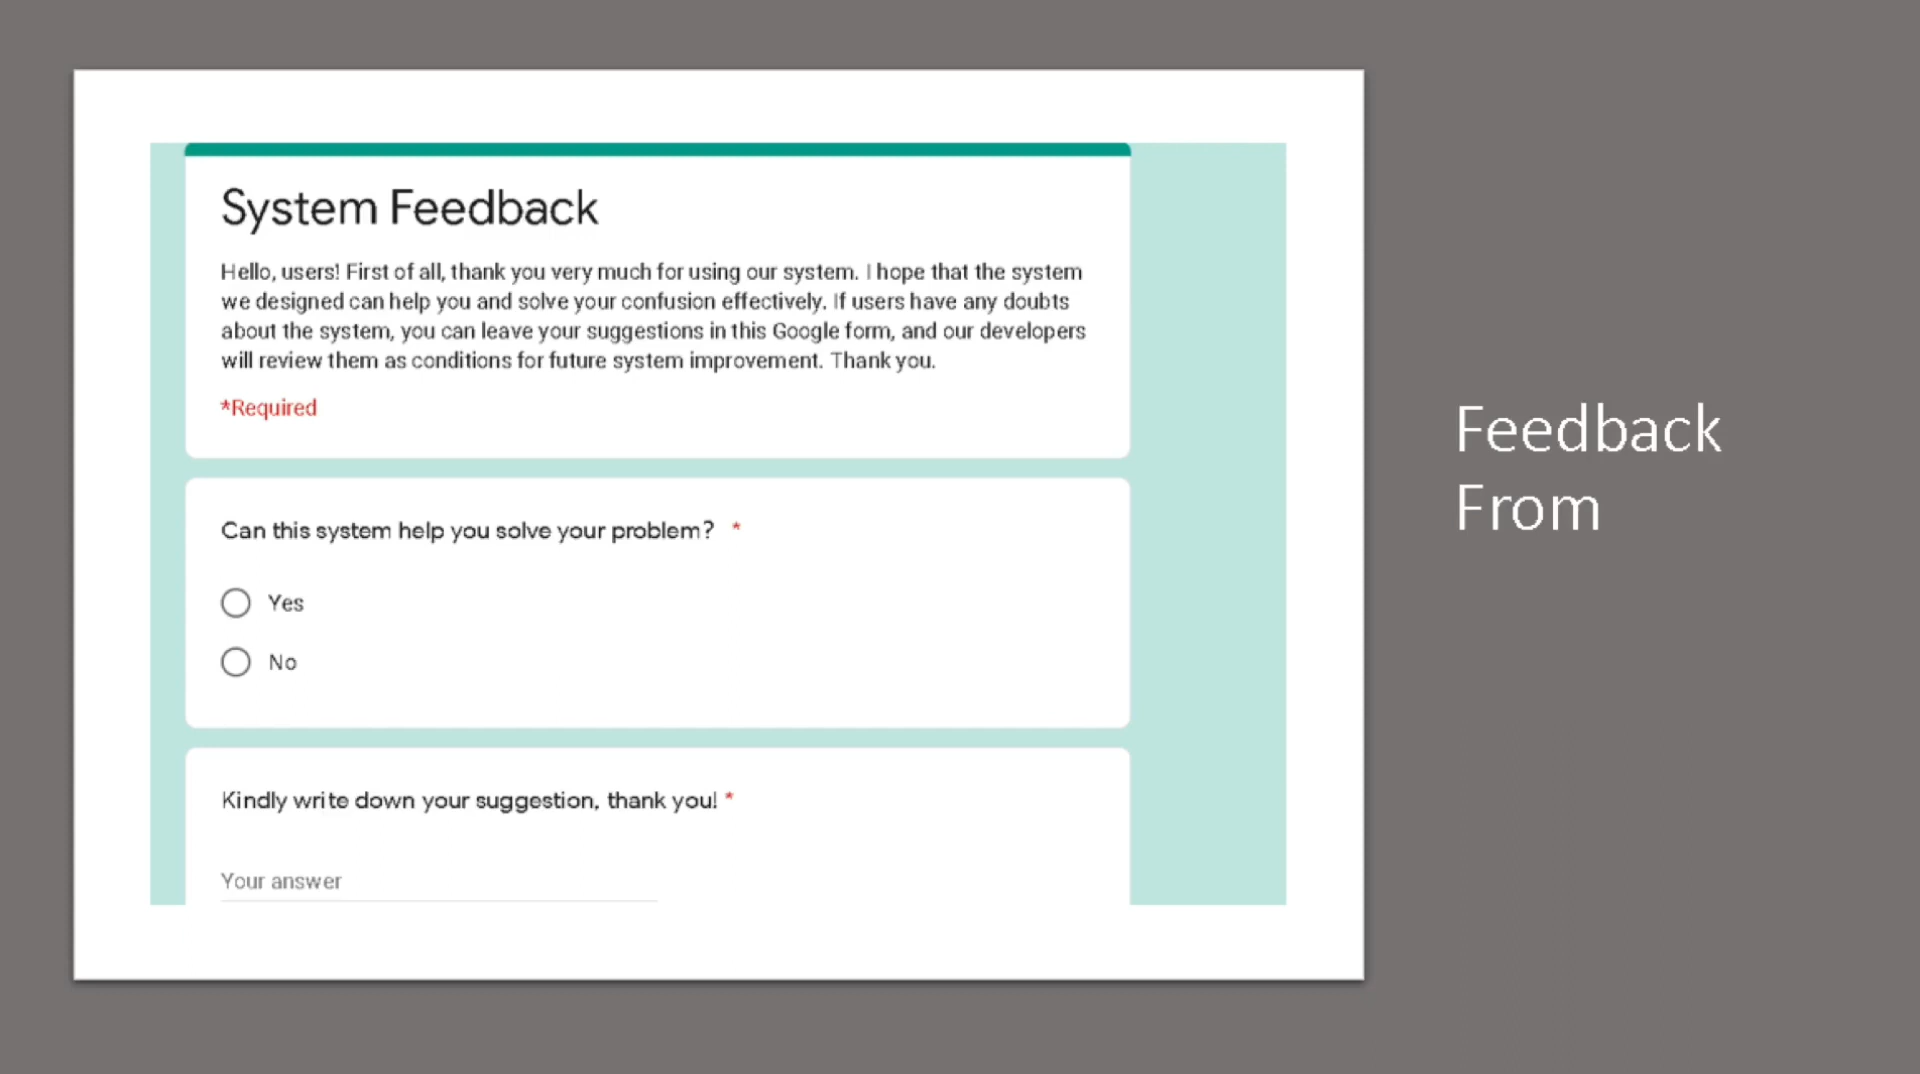 System Feedback
Hello, users! First of all, thank you very much for using our system. I hope that the system
we designed can help you and solve your confusion effectively. If users have any doubts
about the system, you can leave your suggestions in this Google form, and our developers
will review them as conditions for future system improvement. Thank you.
*Required
Can this system help you solve your problem? *
Yes
No
Kindly write down your suggestion, thank you! *
Your answer
Feedback
From